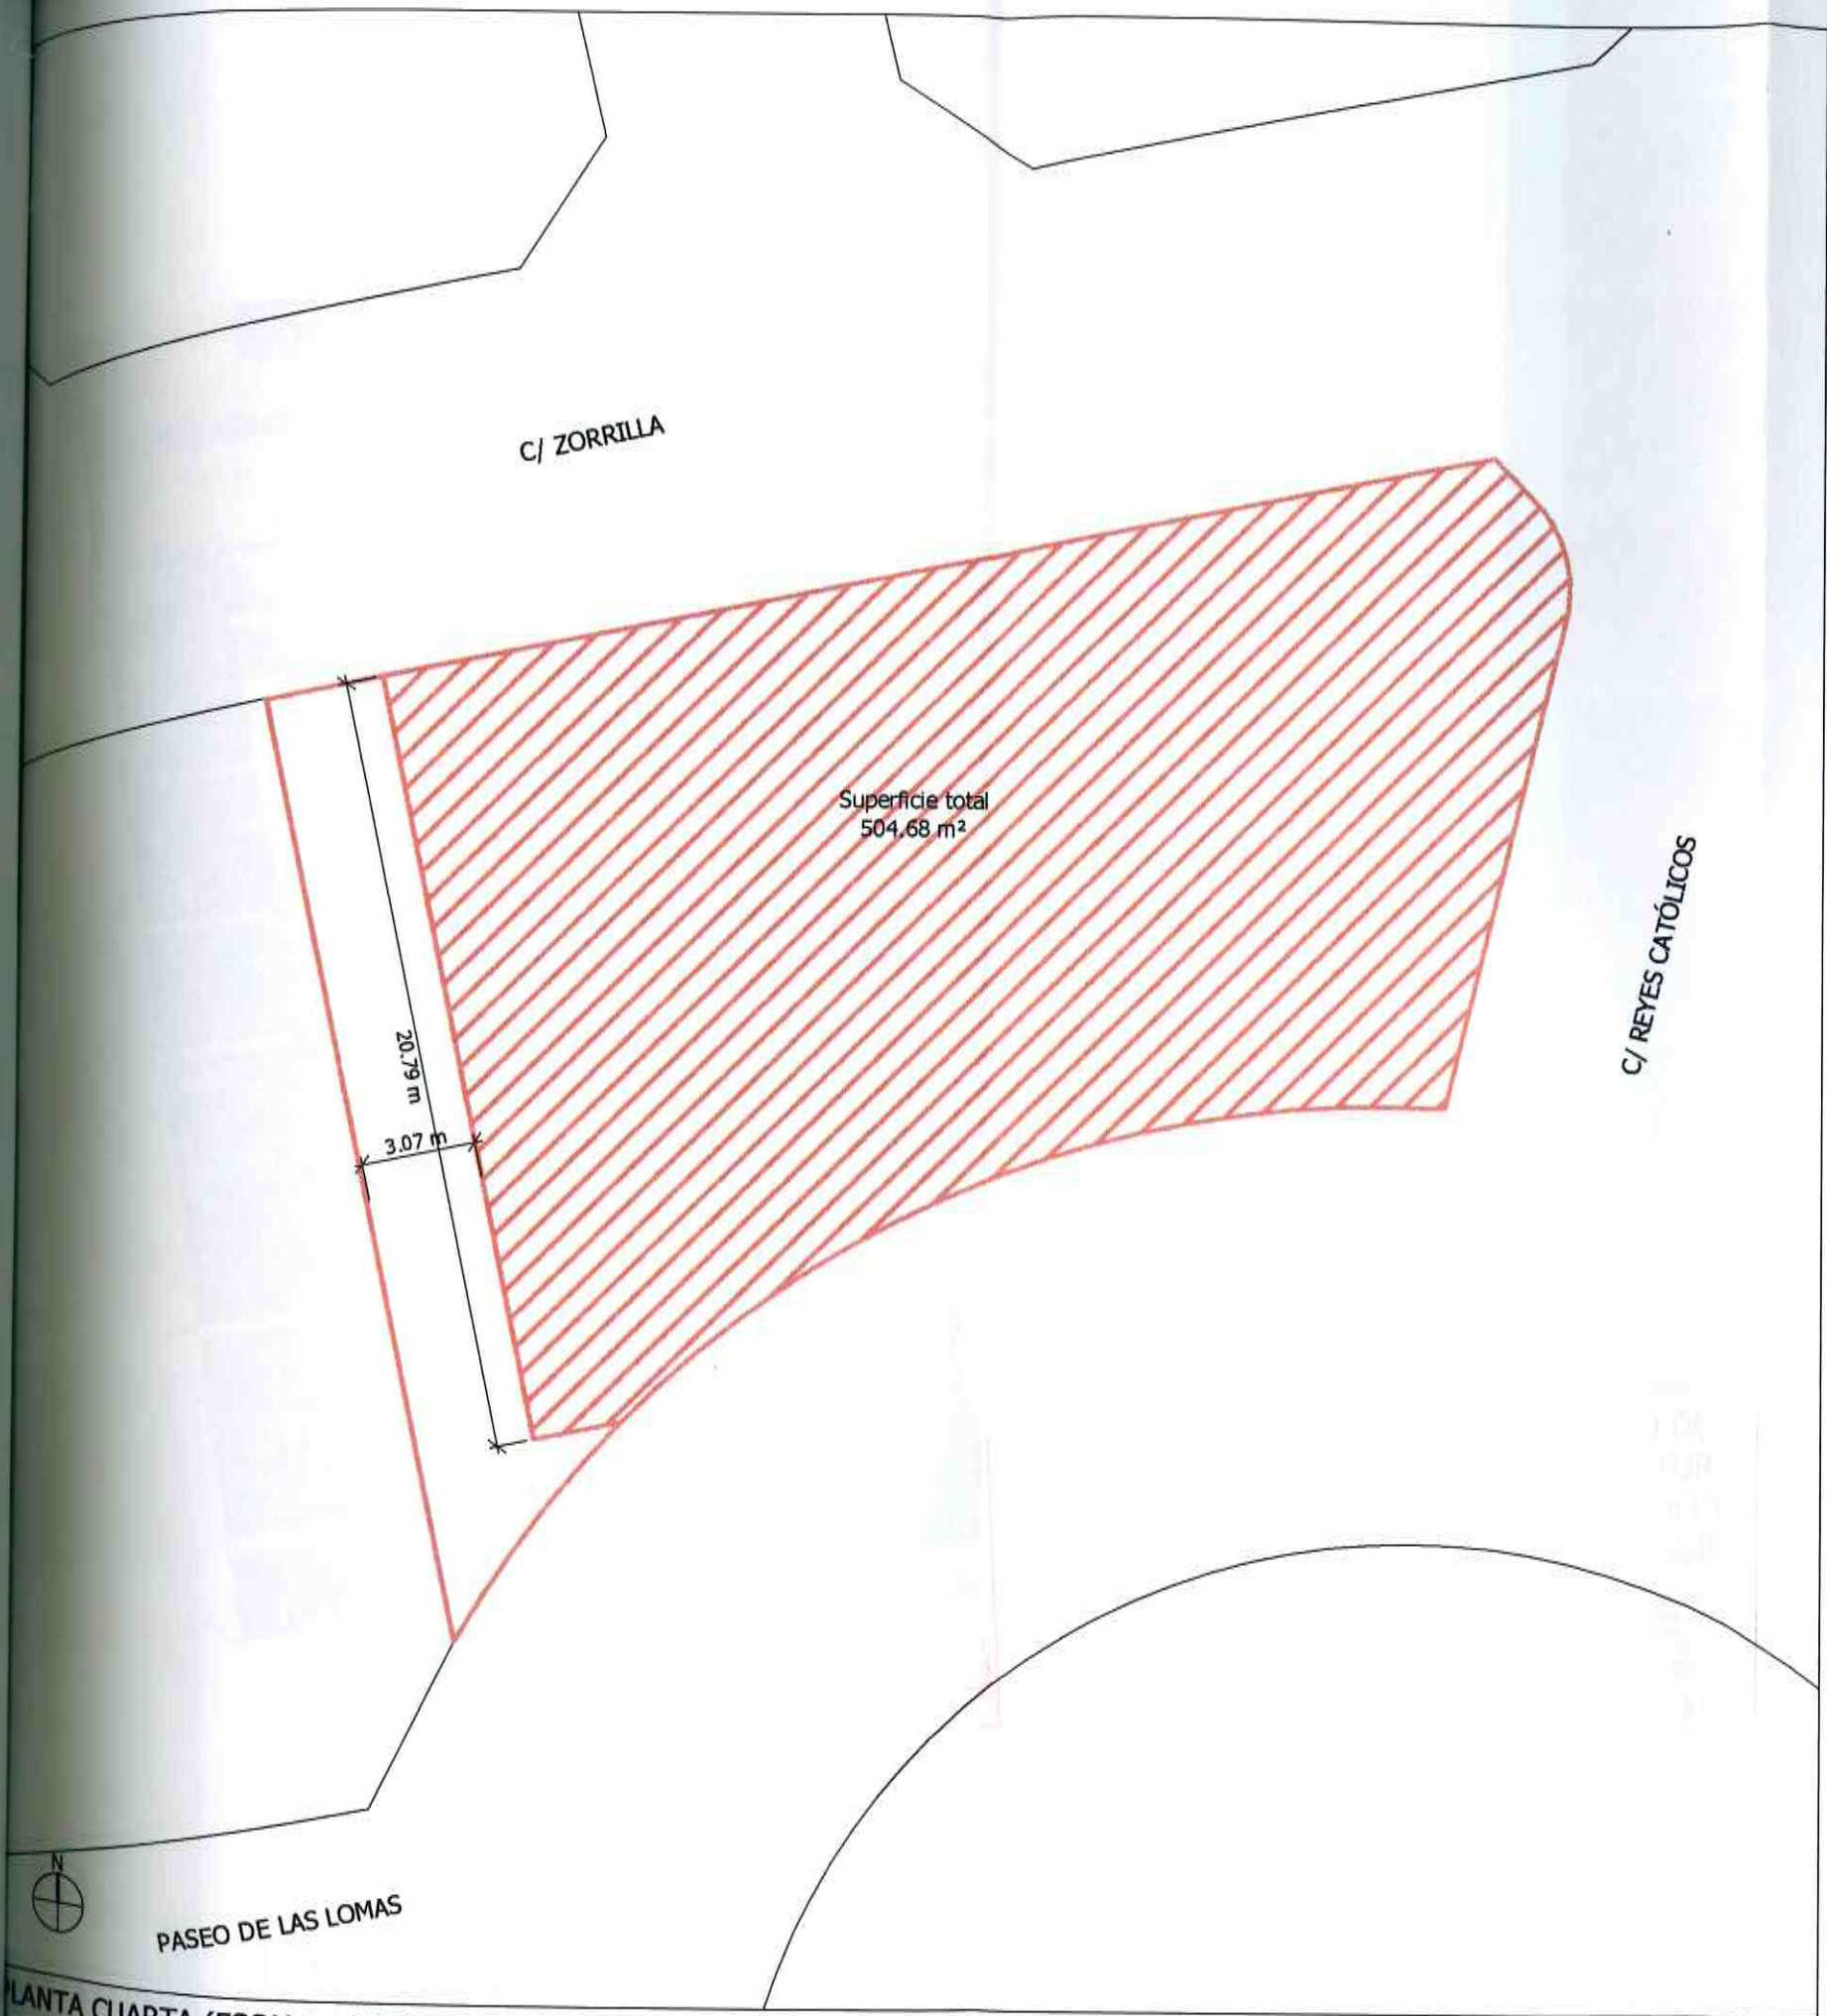 C/ ZORRILLA
Superficie total
504.68 m²
C/ REYES CATÓLICOS
20.79 m
3.07 m
N
PASEO DE LAS LOMAS
PLANTA CUARTA